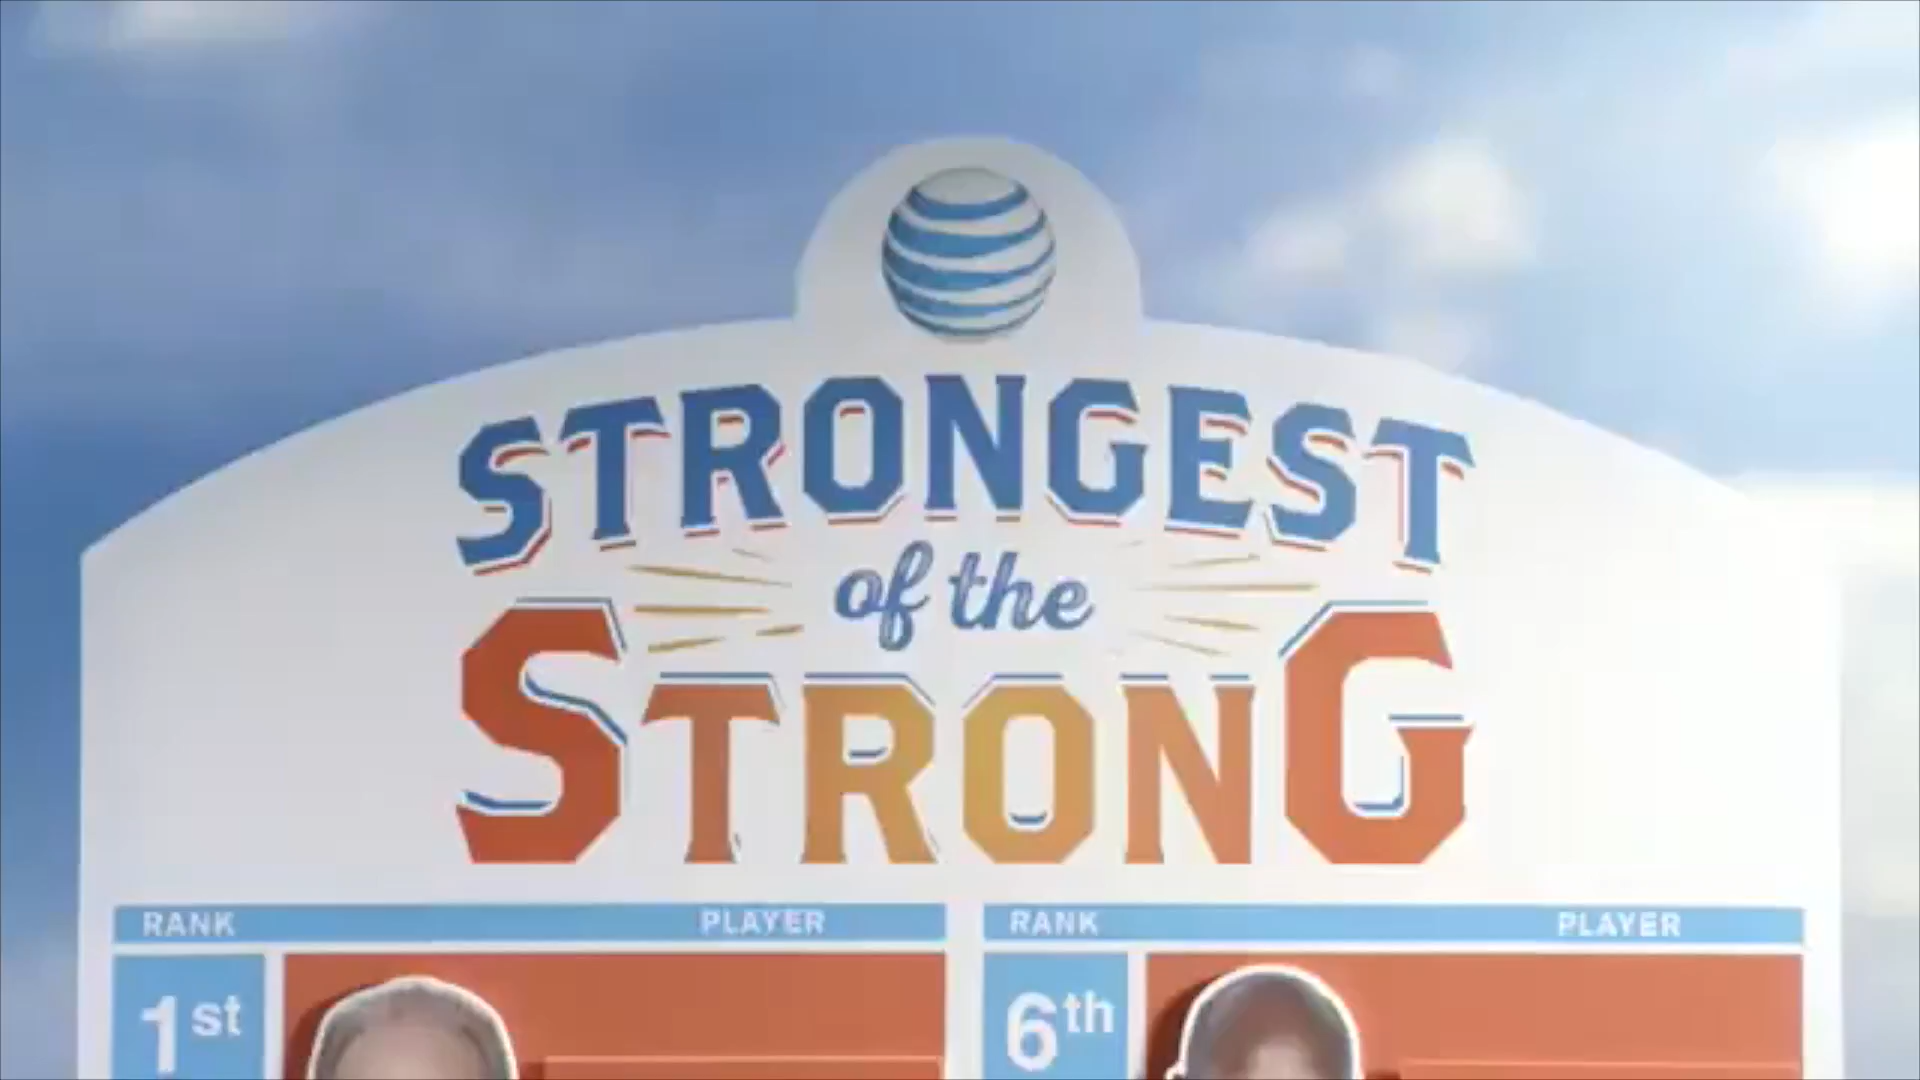 STRONGEST
of the
STRONG
RANK PLAYER RANK PLAYER
1st 6th